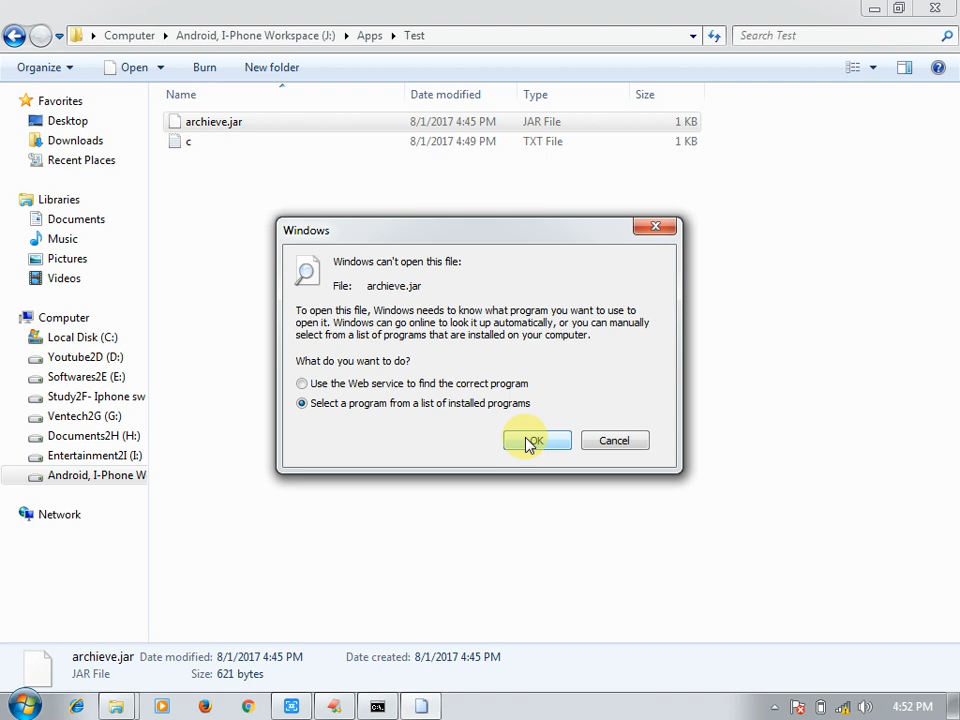 Computer Android, I-Phone Workspace (J:) Apps Test Search Test
Organize Open Burn New folder
Favorites
Desktop
Downloads
Recent Places
Libraries
Documents
Music
Pictures
Videos
Computer
Local Disk (C:)
Youtube2D (D:)
Softwares2E (E:)
Study2F- Iphone sw
Ventech2G (G:)
Documents2H (H:)
Entertainment2I (I:)
Android, I-Phone W
Network
Name Date modified Type Size
archieve.jar 8/1/2017 4:45 PM JAR File 1 KB
c 8/1/2017 4:49 PM TXT File 1 KB
Windows
Windows can't open this file:
File: archieve.jar
To open this file, Windows needs to know what program you want to use to
open it. Windows can go online to look it up automatically, or you can manually
select from a list of programs that are installed on your computer.
What do you want to do?
Use the Web service to find the correct program
Select a program from a list of installed programs
OK Cancel
archieve.jar Date modified: 8/1/2017 4:45 PM Date created: 8/1/2017 4:45 PM
JAR File Size: 621 bytes
4:52 PM